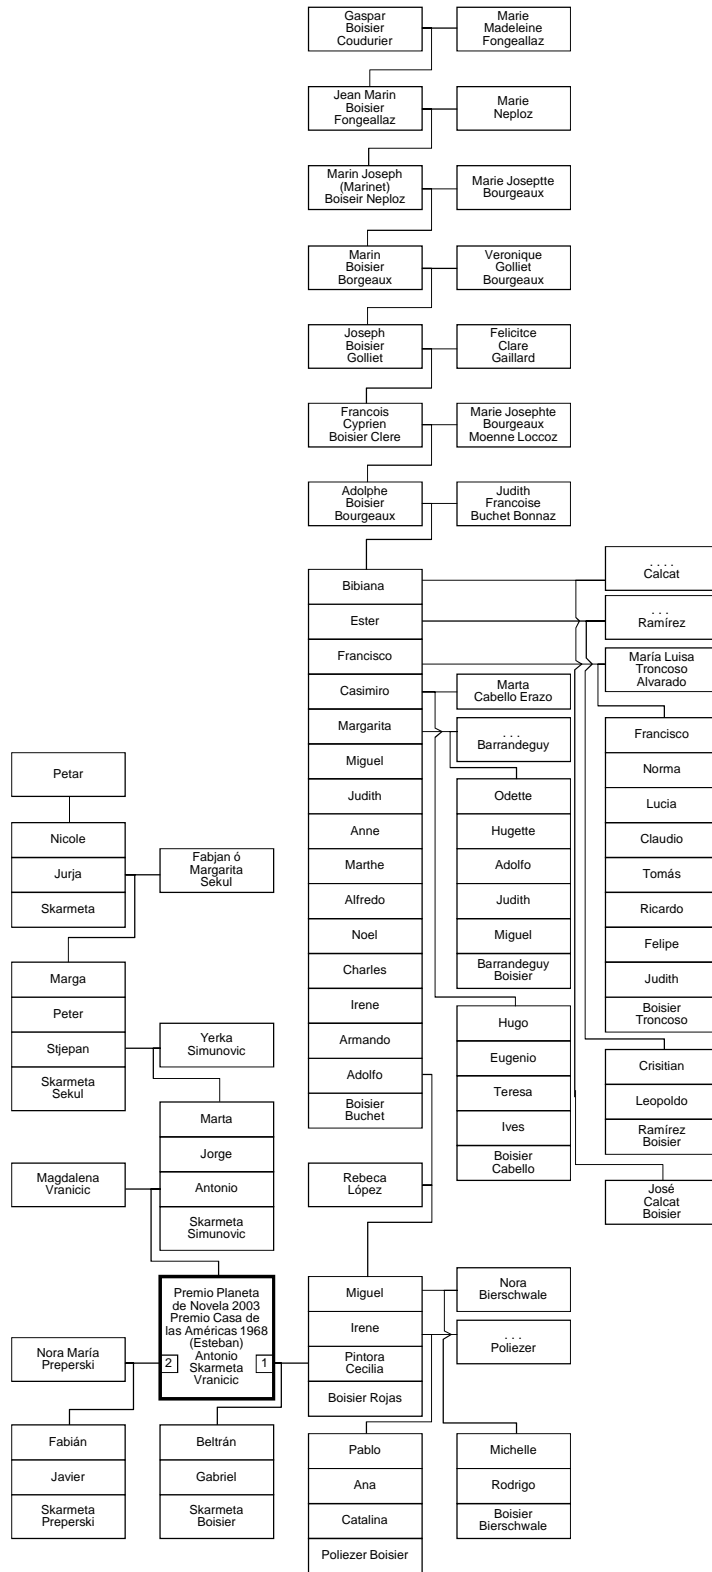 Gaspar
Boisier
Coudurier
Marie
Madeleine
Fongeallaz
Jean Marin
Boisier
Fongeallaz
Marie
Neploz
Marin Joseph
(Marinet)
Boiseir Neploz
Marie Joseptte
Bourgeaux
Marin
Boisier
Borgeaux
Veronique
Golliet
Bourgeaux
Joseph
Boisier
Golliet
Felicitce
Clare
Gaillard
Francois
Cyprien
Boisier Clere
Marie Josephte
Bourgeaux
Moenne Loccoz
Adolphe
Boisier
Bourgeaux
Judith
Francoise
Buchet Bonnaz
Bibiana
Ester
Francisco
Casimiro
Margarita
Miguel
Judith
Anne
Marthe
Alfredo
Noel
Charles
Irene
Armando
Adolfo
Boisier
Buchet
. . . .
Calcat
. . .
Ramírez
María Luisa
Troncoso
Alvarado
Marta
Cabello Erazo
. . .
Barrandeguy
Francisco
Norma
Lucia
Claudio
Tomás
Ricardo
Felipe
Judith
Boisier
Troncoso
Odette
Hugette
Adolfo
Judith
Miguel
Barrandeguy
Boisier
Hugo
Eugenio
Teresa
Ives
Boisier
Cabello
Crisitian
Leopoldo
Ramírez
Boisier
José
Calcat
Boisier
Petar
Nicole
Jurja
Skarmeta
Fabjan ó
Margarita
Sekul
Marga
Peter
Stjepan
Skarmeta
Sekul
Yerka
Simunovic
Marta
Jorge
Antonio
Skarmeta
Simunovic
Magdalena
Vranicic
Rebeca
López
Premio Planeta
de Novela 2003
Premio Casa de
las Américas 1968
(Esteban)
Antonio
Skarmeta
Vranicic
2
1
Nora María
Preperski
Miguel
Irene
Pintora
Cecilia
Boisier Rojas
Nora
Bierschwale
. . .
Poliezer
Fabián
Javier
Skarmeta
Preperski
Beltrán
Gabriel
Skarmeta
Boisier
Pablo
Ana
Catalina
Poliezer Boisier
Michelle
Rodrigo
Boisier
Bierschwale